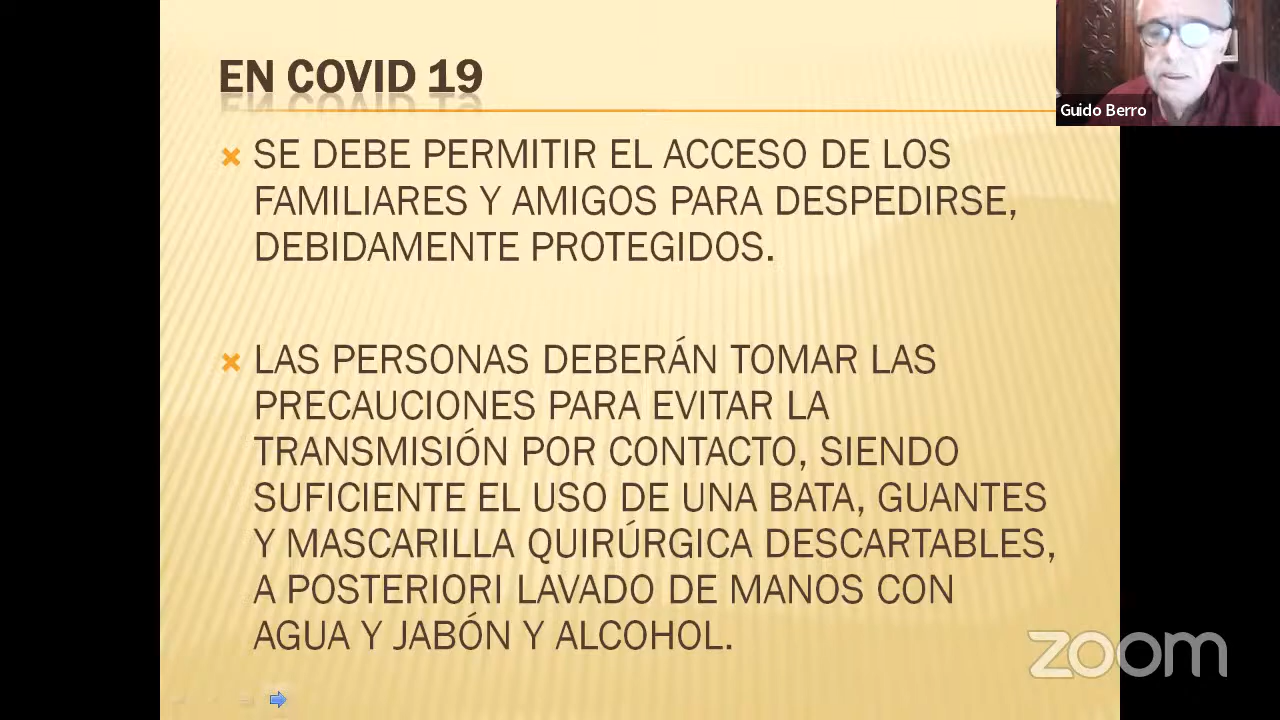 EN COVID 19
SE DEBE PERMITIR EL ACCESO DE LOS
FAMILIARES Y AMIGOS PARA DESPEDIRSE,
DEBIDAMENTE PROTEGIDOS.
LAS PERSONAS DEBERÁN TOMAR LAS
PRECAUCIONES PARA EVITAR LA
TRANSMISIÓN POR CONTACTO, SIENDO
SUFICIENTE EL USO DE UNA BATA, GUANTES
Y MASCARILLA QUIRÚRGICA DESCARTABLES,
A POSTERIORI LAVADO DE MANOS CON
AGUA Y JABÓN Y ALCOHOL.
Guido Berro
zoom